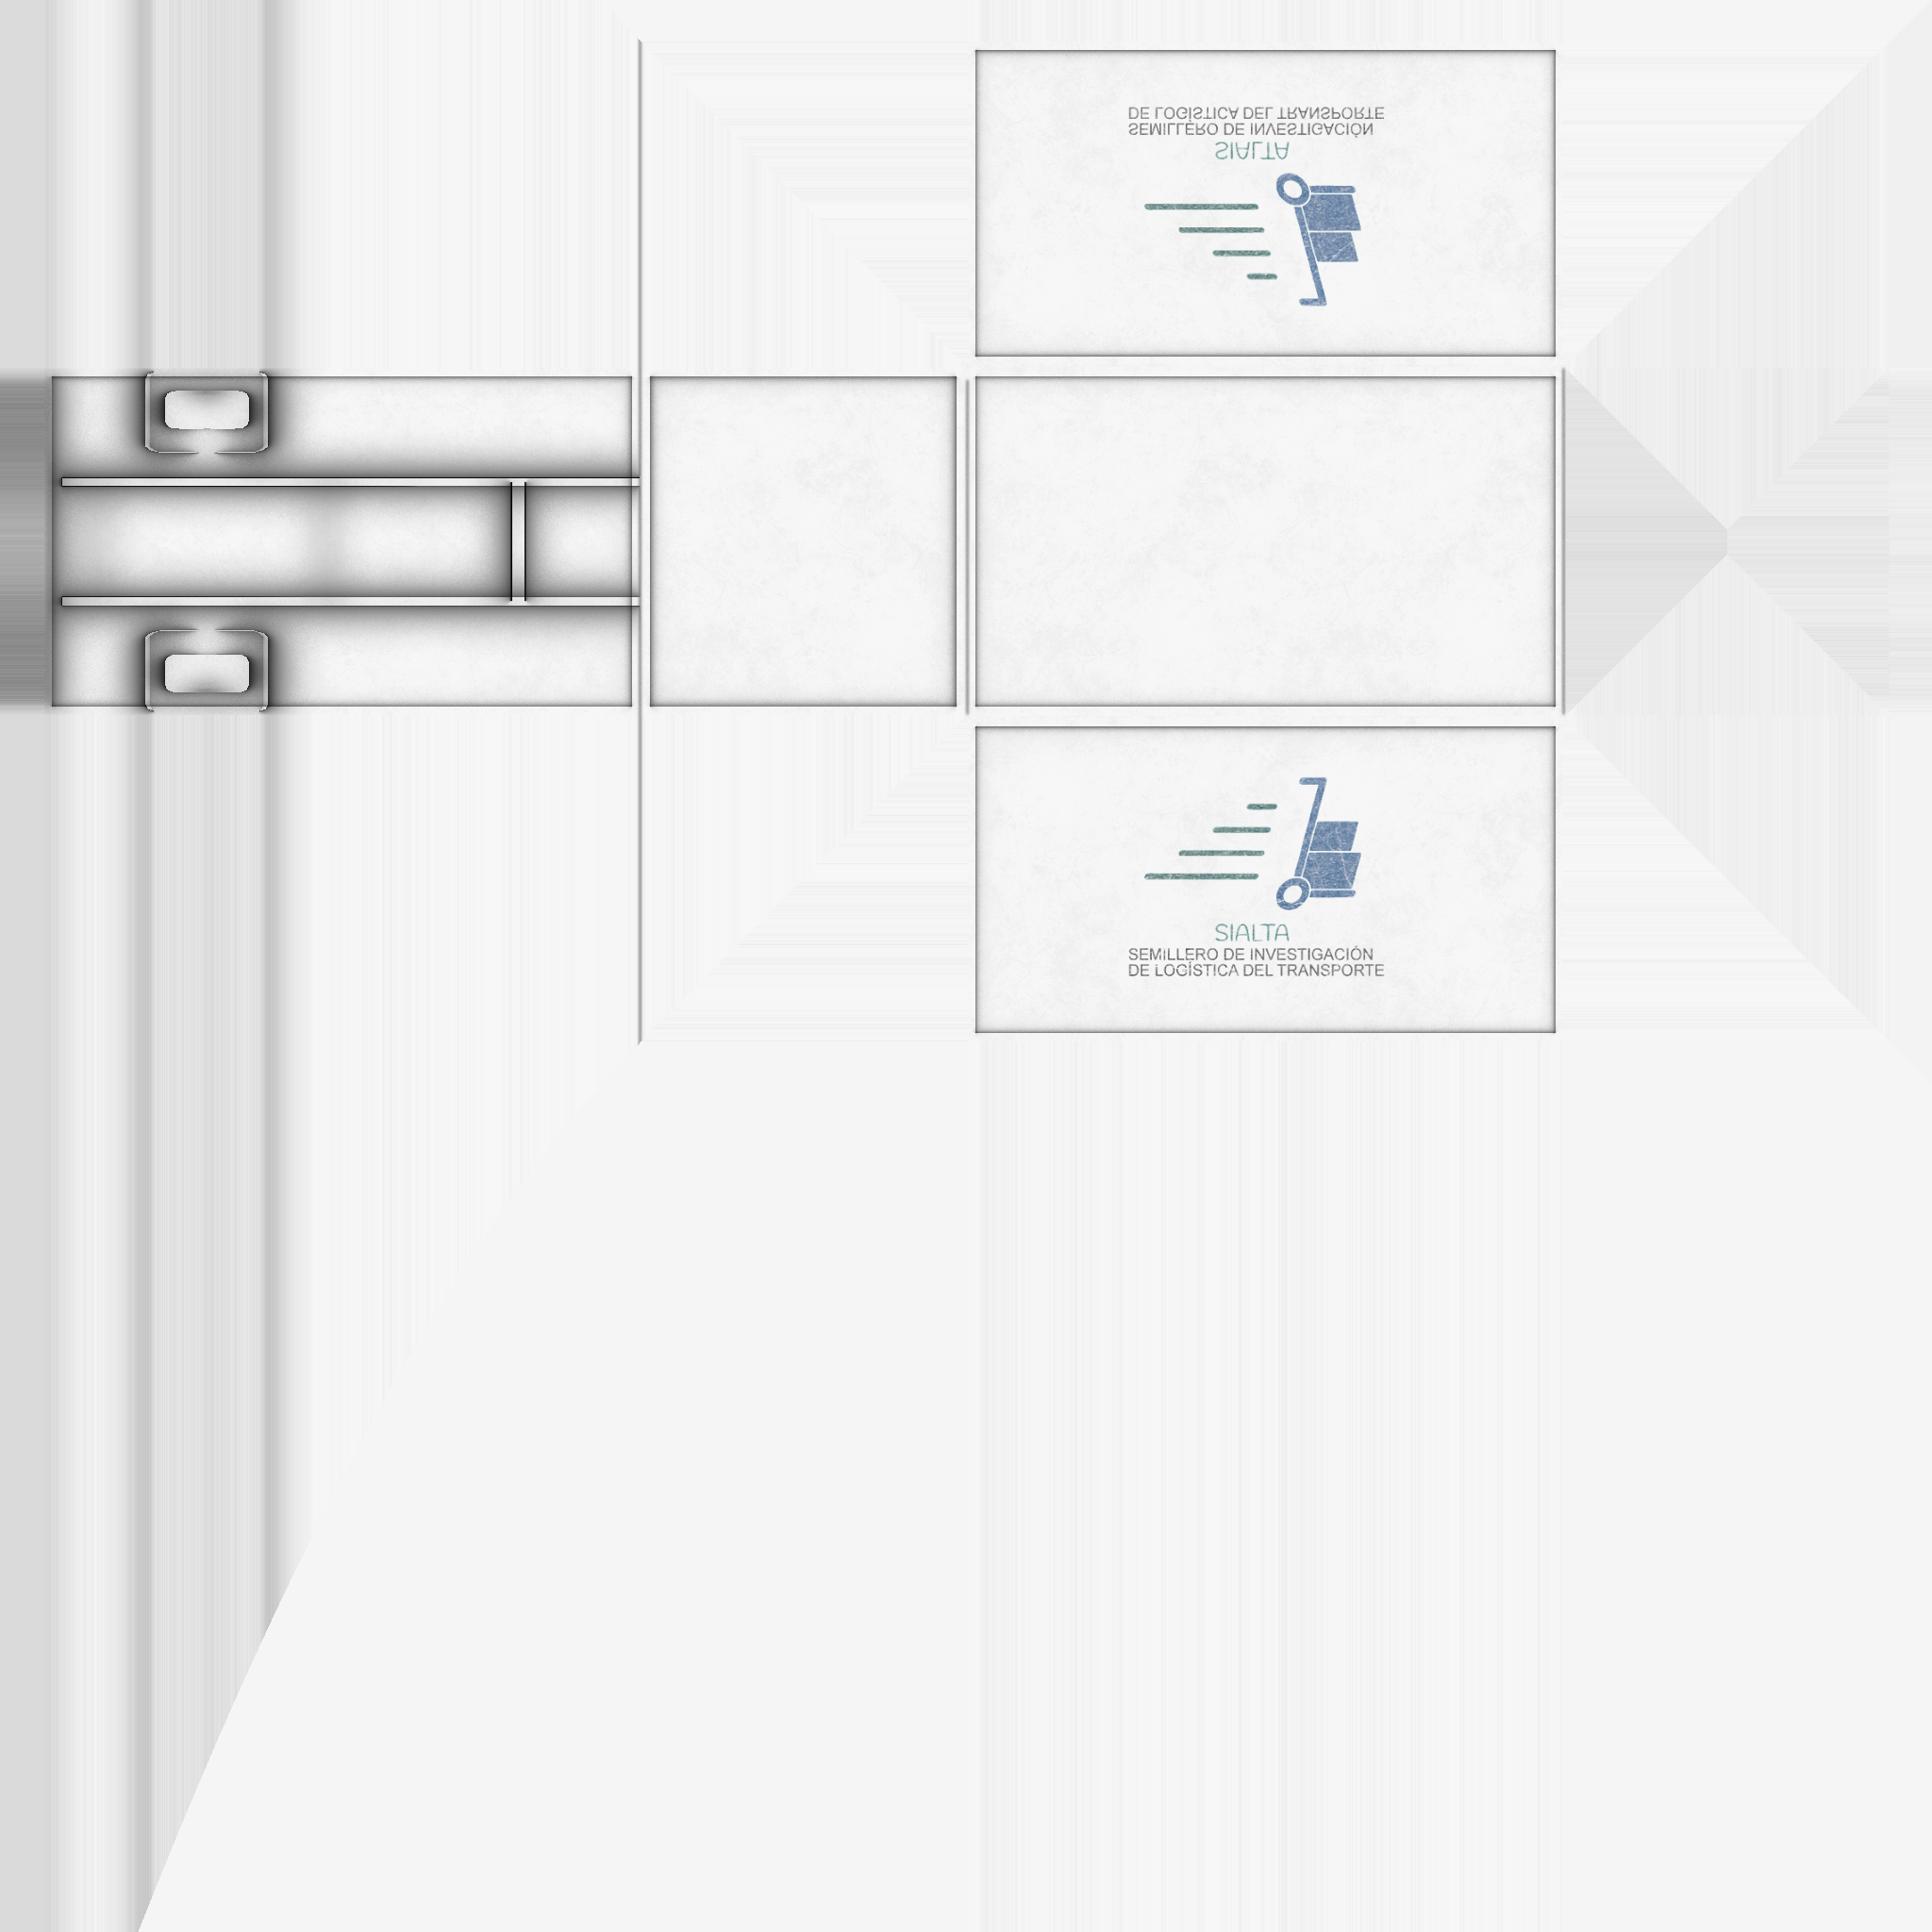 DE LOGÍSTICA DEL TRANSPORTE
SEMILLERO DE INVESTIGACIÓN
SIALTA
SIALTA
SEMILLERO DE INVESTIGACIÓN
DE LOGÍSTICA DEL TRANSPORTE